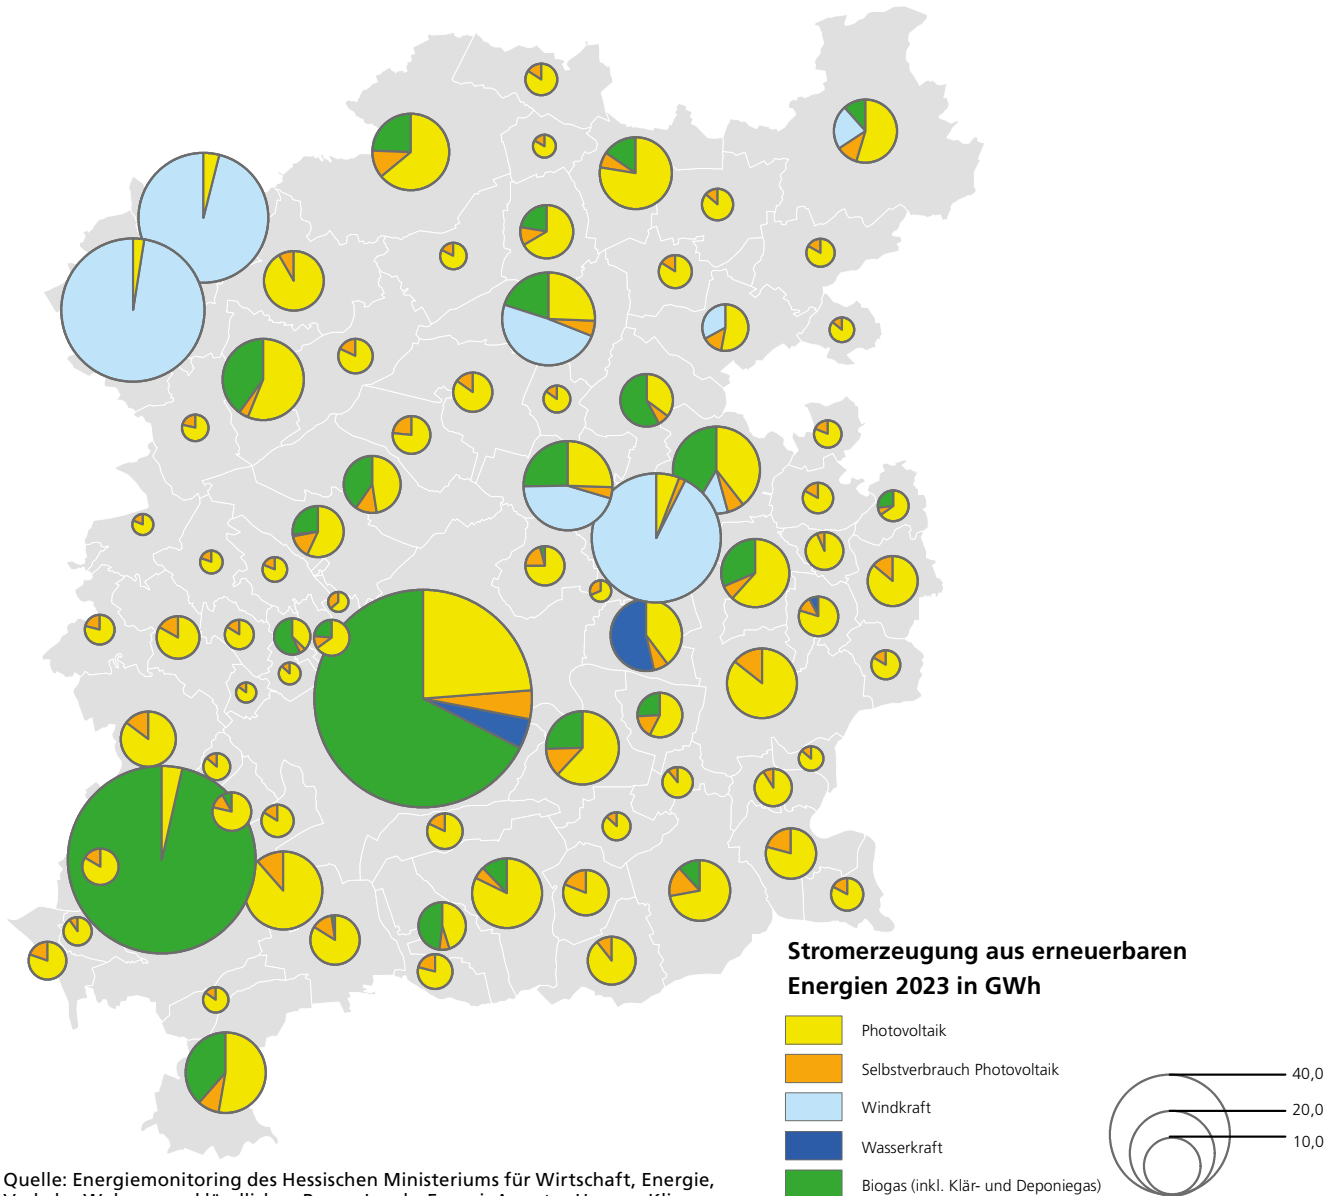 Stromerzeugung aus erneuerbaren
Energien 2023 in GWh
Photovoltaik
Selbstverbrauch Photovoltaik
Windkraft
Wasserkraft
Biogas (inkl. Klär- und Deponiegas)
40,0
20,0
10,0
Quelle: Energiemonitoring des Hessischen Ministeriums für Wirtschaft, Energie,